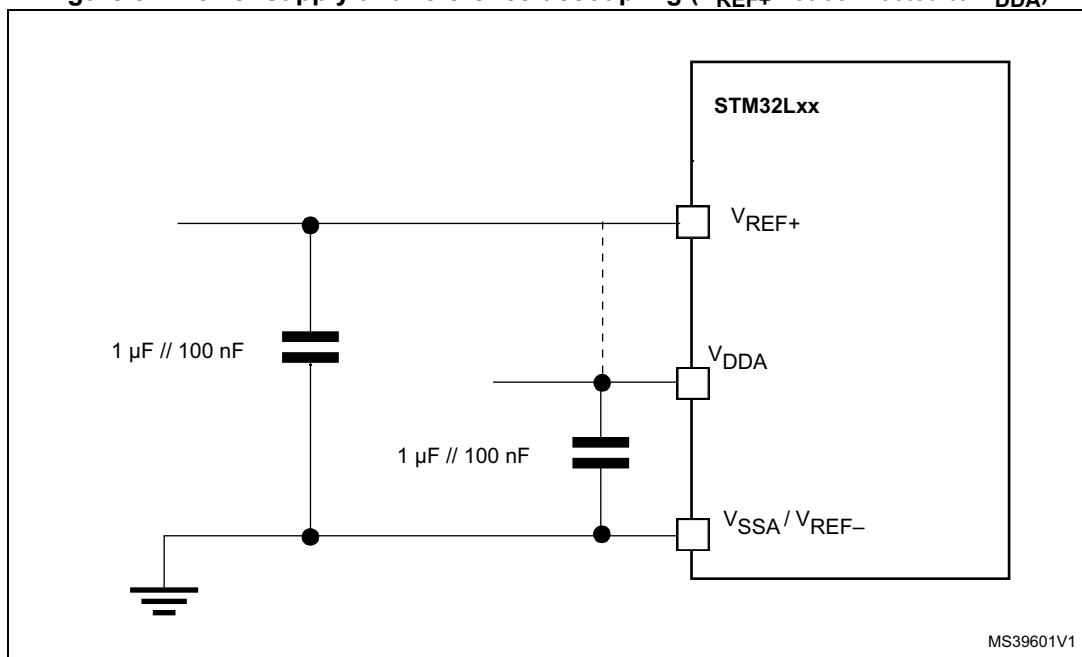 STM32Lxx
VREF+
VDDA
1 µF // 100 nF
1 µF // 100 nF
VSSA / VREF–
MS39601V1